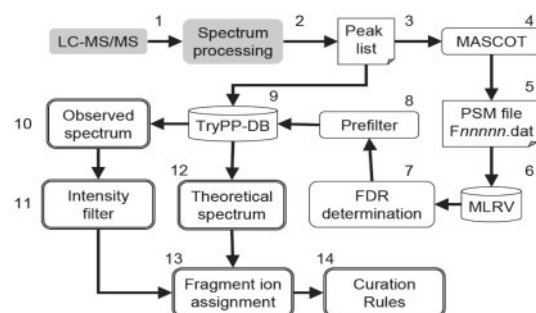 1 2 3 4
LC-MS/MS
Spectrum
processing
Peak
list
MASCOT
5
9
10
Observed
spectrum
TryPP-DB
8
Prefilter
PSM file
Fnnnnn.dat
6
12
7
11
Intensity
filter
Theoretical
spectrum
FDR
determination
MLRV
13 14
Fragment ion
assignment
Curation
Rules